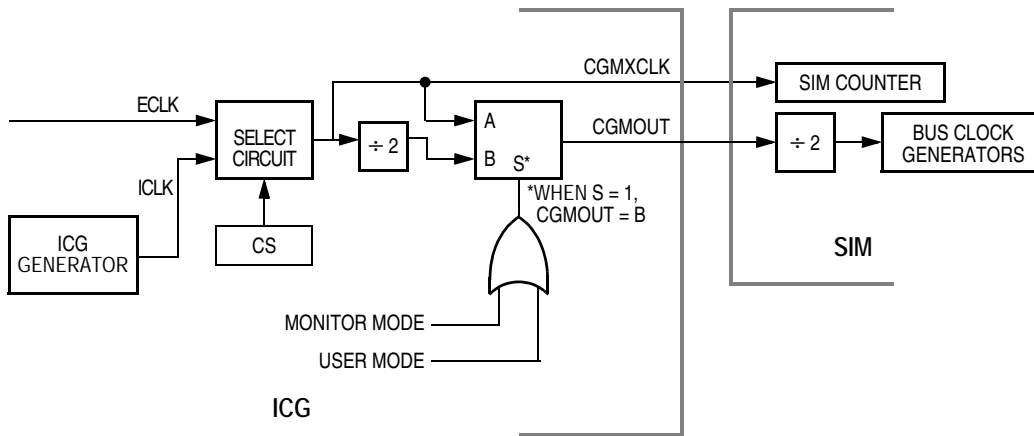 CGMXCLK
SIM COUNTER
ECLK
SELECT
CIRCUIT
÷ 2
A
B
S*
CGMOUT
÷ 2
BUS CLOCK
GENERATORS
ICLK
*WHEN S = 1,
CGMOUT = B
ICG
GENERATOR
CS
SIM
MONITOR MODE
USER MODE
ICG